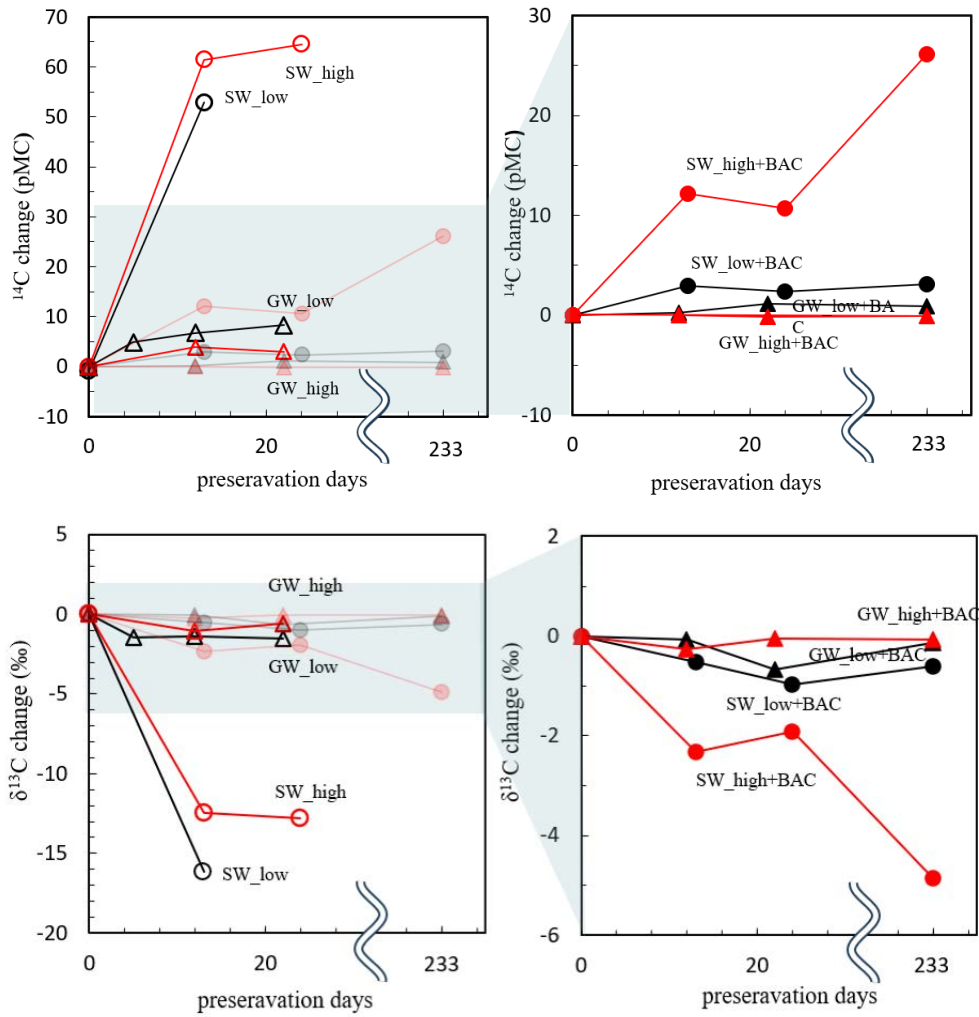 70
60
50
40
30
20
10
0
-10
¹⁴C change (pMC)
SW_high
SW_low
GW_low
GW_high
0
20
233
preseravation days
30
20
10
0
-10
¹⁴C change (pMC)
SW_high+BAC
SW_low+BAC
GW_low+BA
C
GW_high+BAC
0
20
233
preseravation days
5
0
-5
-10
-15
-20
δ¹³C change (‰)
GW_high
GW_low
SW_high
SW_low
0
20
233
preseravation days
2
0
-2
-4
-6
δ¹³C change (‰)
GW_high+BAC
GW_low+BAC
SW_low+BAC
SW_high+BAC
0
20
233
preseravation days